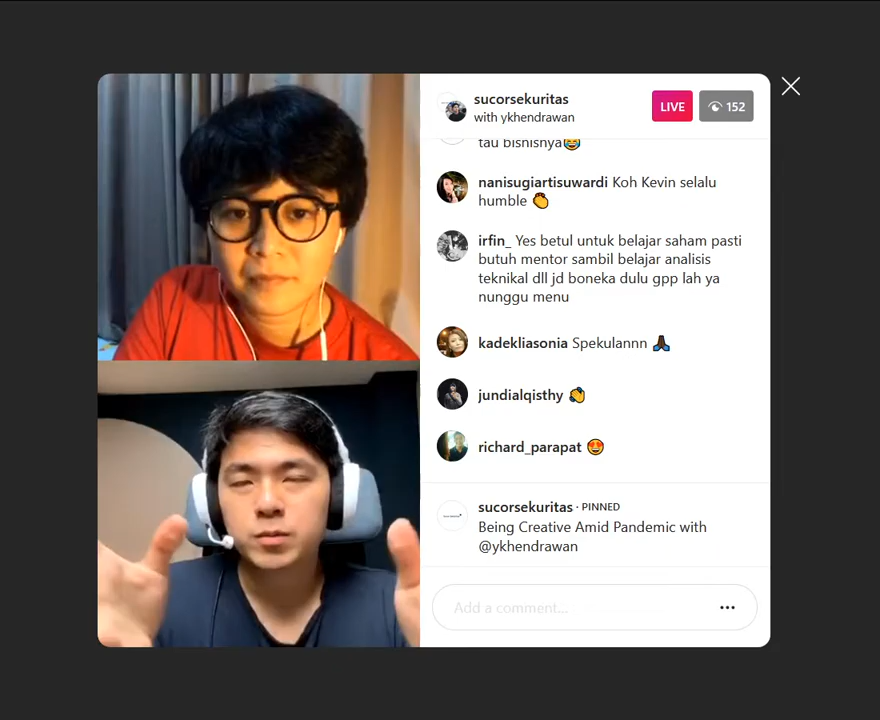 sucorsekuritas
with ykhendrawan
LIVE
152
tau bisnisnya😂
nanisugiartisuwardi Koh Kevin selalu
humble 👏
irfin_ Yes betul untuk belajar saham pasti
butuh mentor sambil belajar analisis
teknikal dll jd boneka dulu gpp lah ya
nunggu menu
kadekliasonia Spekulannn 🙏🏿
jundialqisthy 👏
richard_parapat 😍
sucorsekuritas · PINNED
Being Creative Amid Pandemic with
@ykhendrawan
Add a comment...